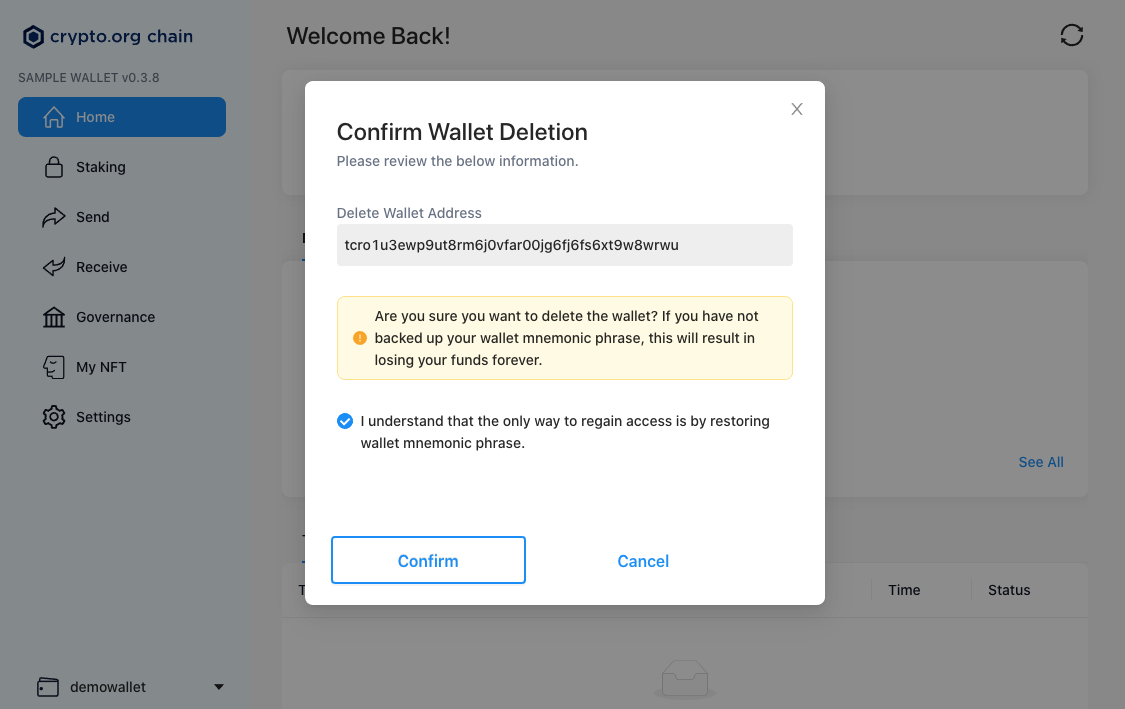 crypto.org chain
Welcome Back!
SAMPLE WALLET v0.3.8
Home
Staking
Send
Receive
Governance
My NFT
Settings
demowallet
Confirm Wallet Deletion
Please review the below information.
Delete Wallet Address
tcro1u3ewp9ut8rm6j0vfar00jg6fj6fs6xt9w8wrwu
Are you sure you want to delete the wallet? If you have not
backed up your wallet mnemonic phrase, this will result in
losing your funds forever.
I understand that the only way to regain access is by restoring
wallet mnemonic phrase.
Confirm
Cancel
See All
Time
Status